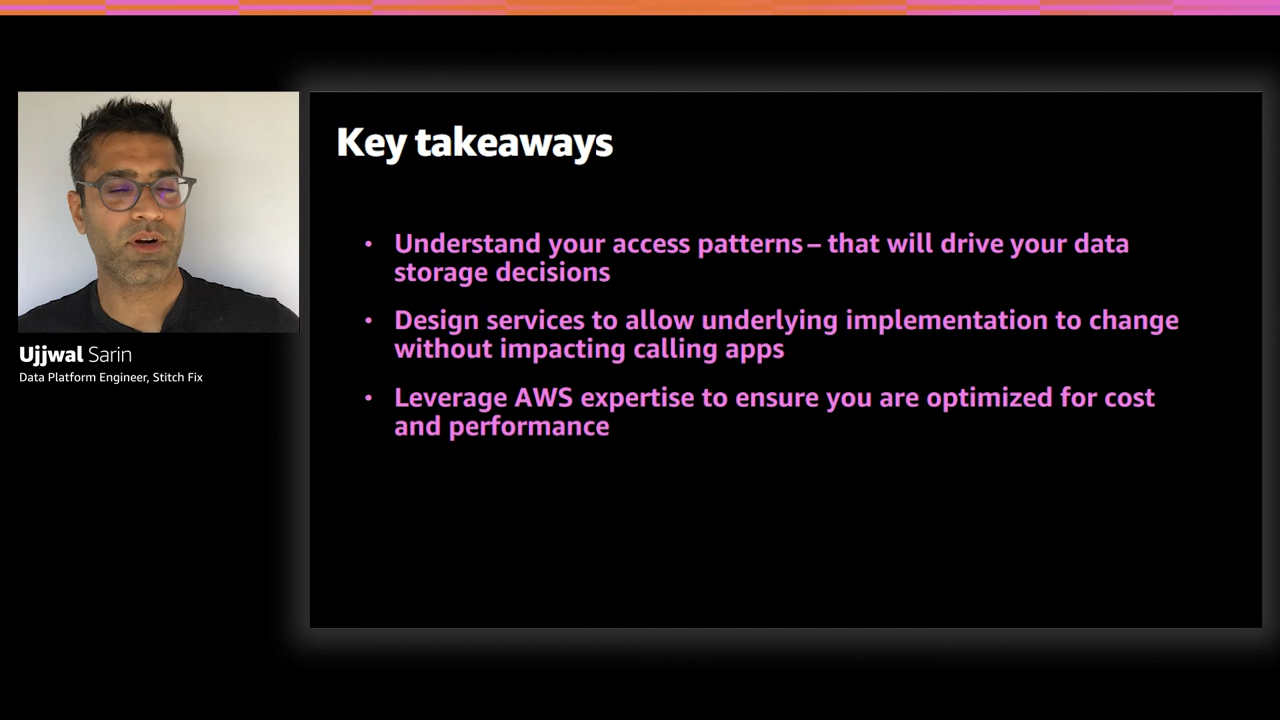 Key takeaways
• Understand your access patterns – that will drive your data
storage decisions
• Design services to allow underlying implementation to change
without impacting calling apps
• Leverage AWS expertise to ensure you are optimized for cost
and performance
Ujjwal Sarin
Data Platform Engineer, Stitch Fix